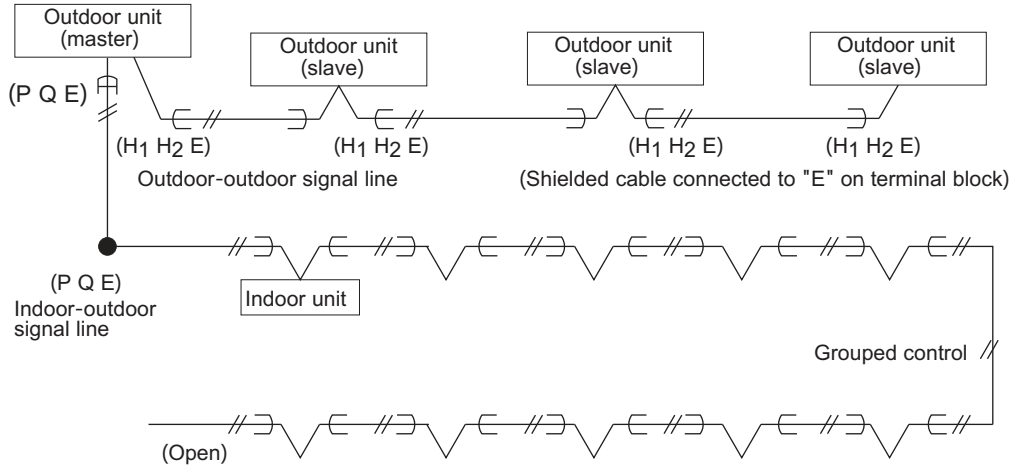 Outdoor unit
(master)
Outdoor unit
(slave)
Outdoor unit
(slave)
Outdoor unit
(slave)
(P Q E)
(H1 H2 E)
(H1 H2 E)
(H1 H2 E)
(H1 H2 E)
Outdoor-outdoor signal line
(Shielded cable connected to "E" on terminal block)
(P Q E)
Indoor-outdoor
signal line
Indoor unit
Grouped control
(Open)